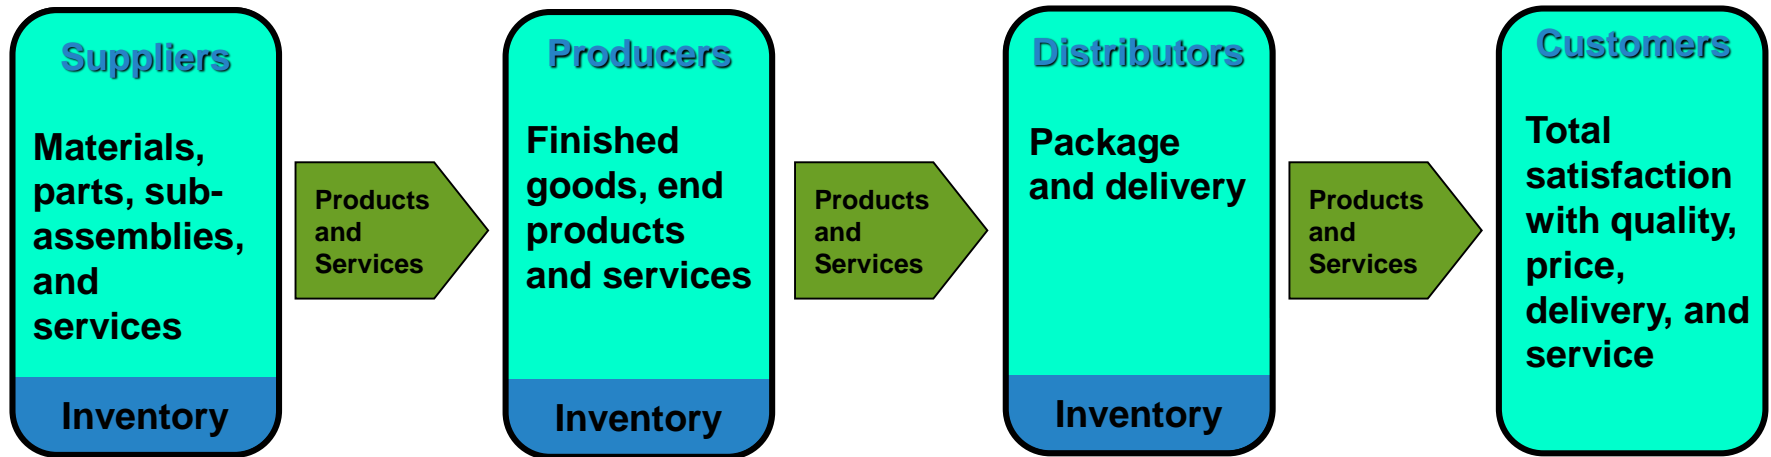 Suppliers
Materials,
parts, sub-
assemblies,
and
services
Inventory
Products
and
Services
Producers
Finished
goods, end
products
and services
Inventory
Products
and
Services
Distributors
Package
and delivery
Inventory
Products
and
Services
Customers
Total
satisfaction
with quality,
price,
delivery, and
service